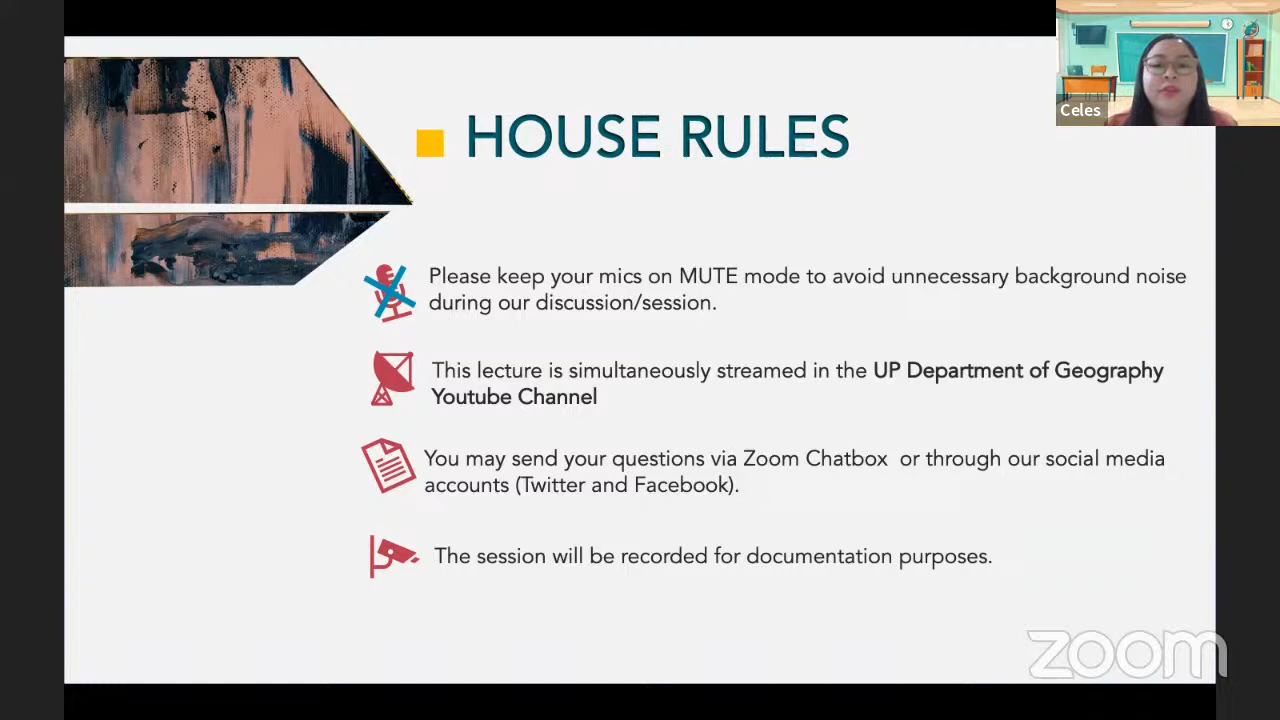 Celes
HOUSE RULES
Please keep your mics on MUTE mode to avoid unnecessary background noise
during our discussion/session.
This lecture is simultaneously streamed in the UP Department of Geography
Youtube Channel
You may send your questions via Zoom Chatbox or through our social media
accounts (Twitter and Facebook).
The session will be recorded for documentation purposes.
zoom